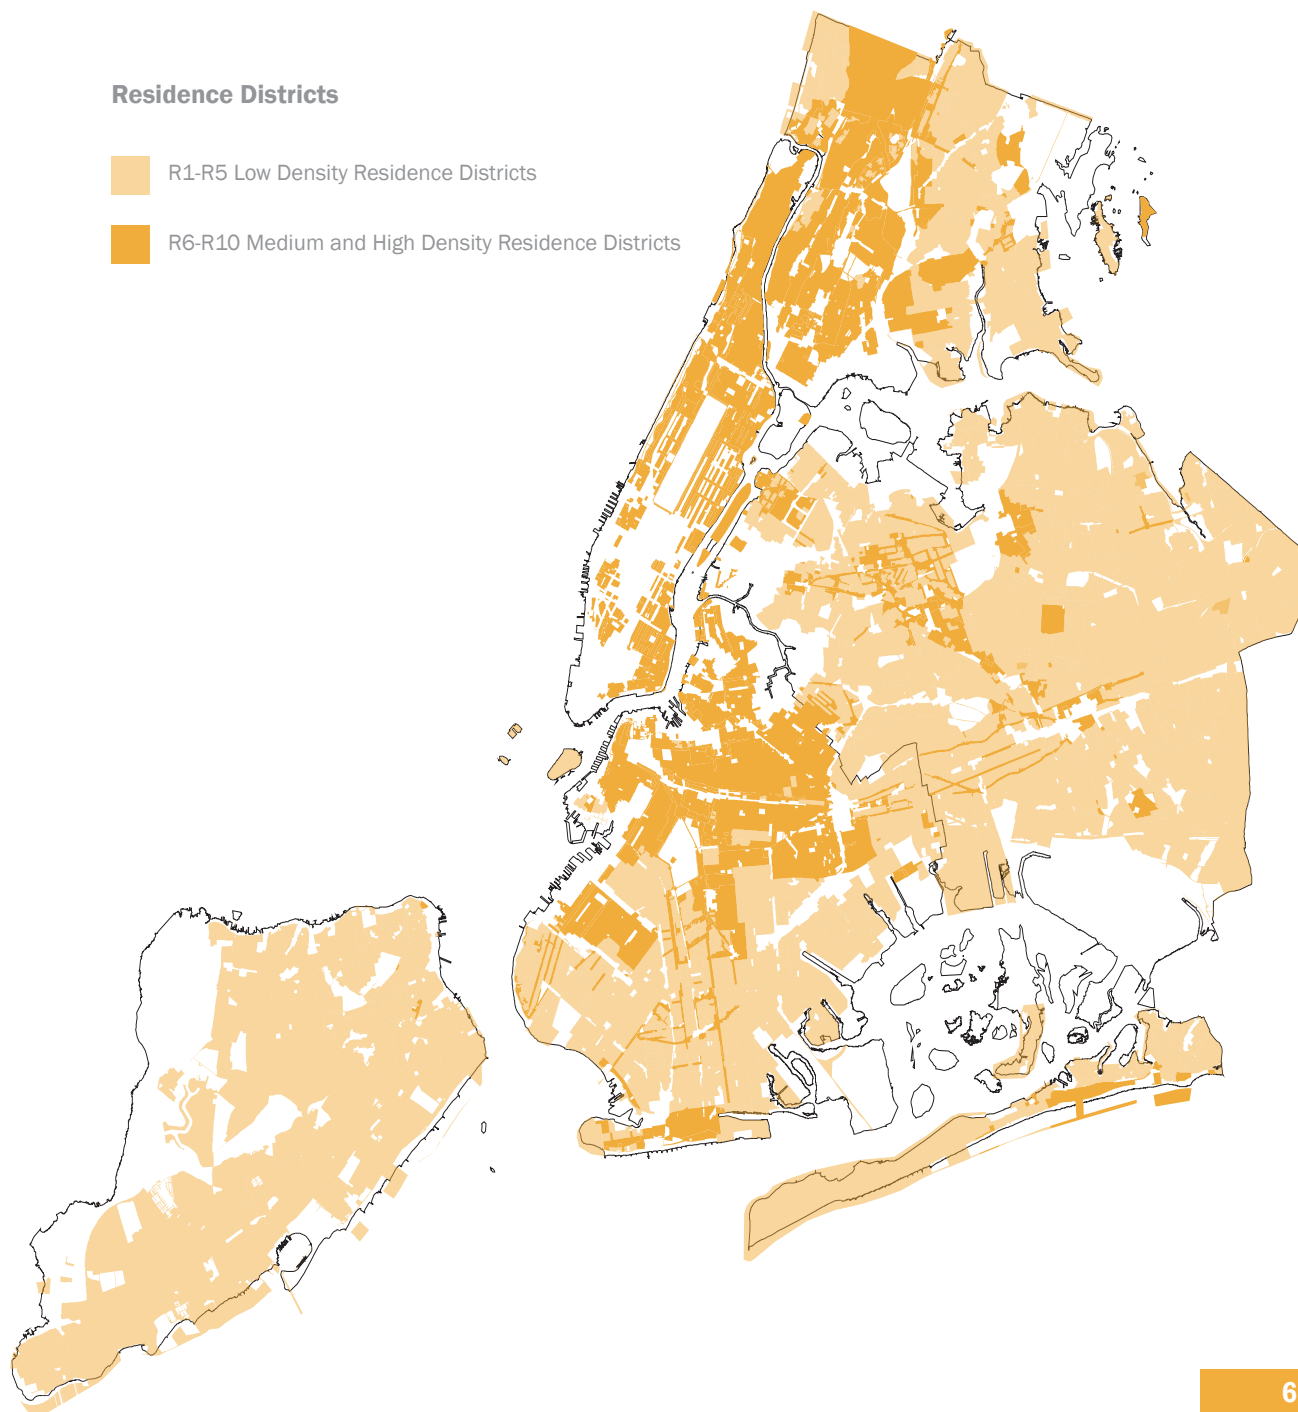 Residence Districts
R1-R5 Low Density Residence Districts
R6-R10 Medium and High Density Residence Districts
6